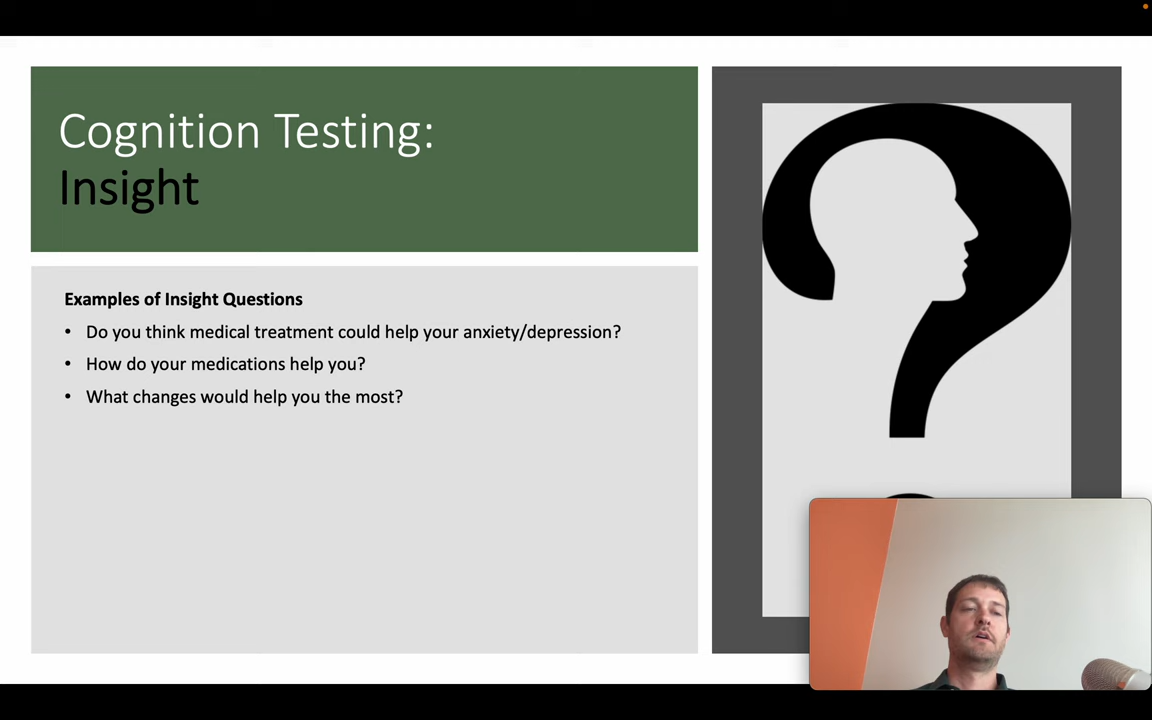 Cognition Testing:
Insight
Examples of Insight Questions
• Do you think medical treatment could help your anxiety/depression?
• How do your medications help you?
• What changes would help you the most?